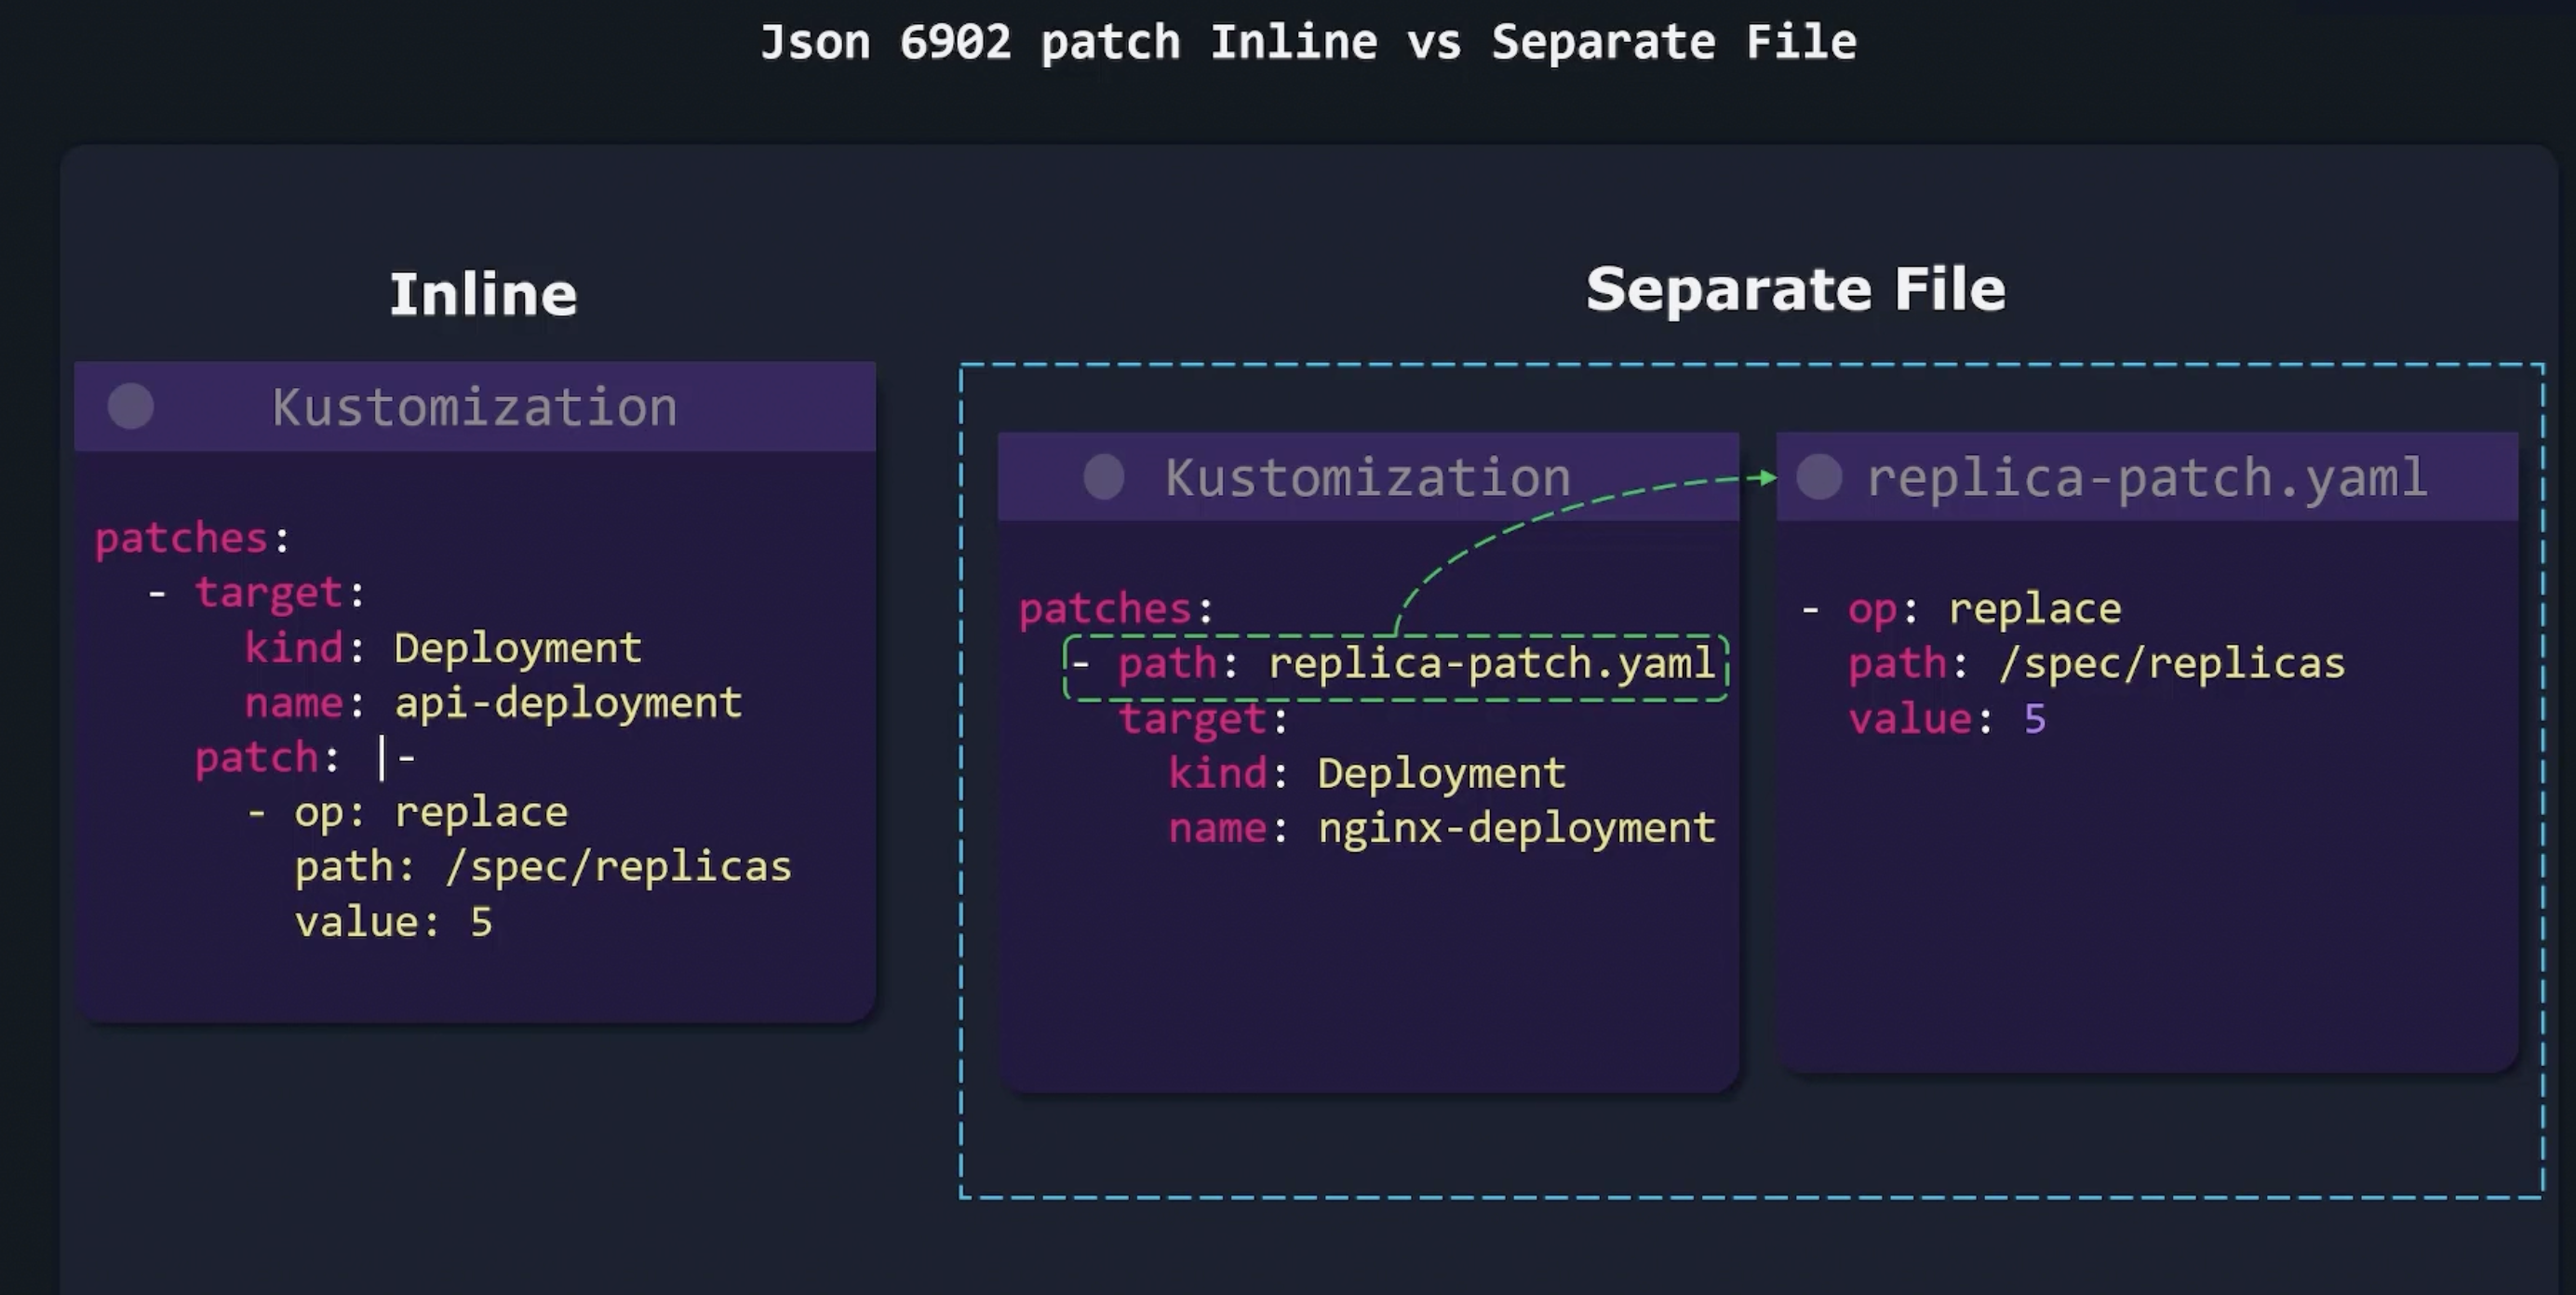 Json 6902 patch Inline vs Separate File
Inline
Kustomization
patches:
  - target:
      kind: Deployment
      name: api-deployment
    patch: |-
      - op: replace
        path: /spec/replicas
        value: 5
Separate File
Kustomization
patches:
  - path: replica-patch.yaml
    target:
      kind: Deployment
      name: nginx-deployment
replica-patch.yaml
- op: replace
  path: /spec/replicas
  value: 5